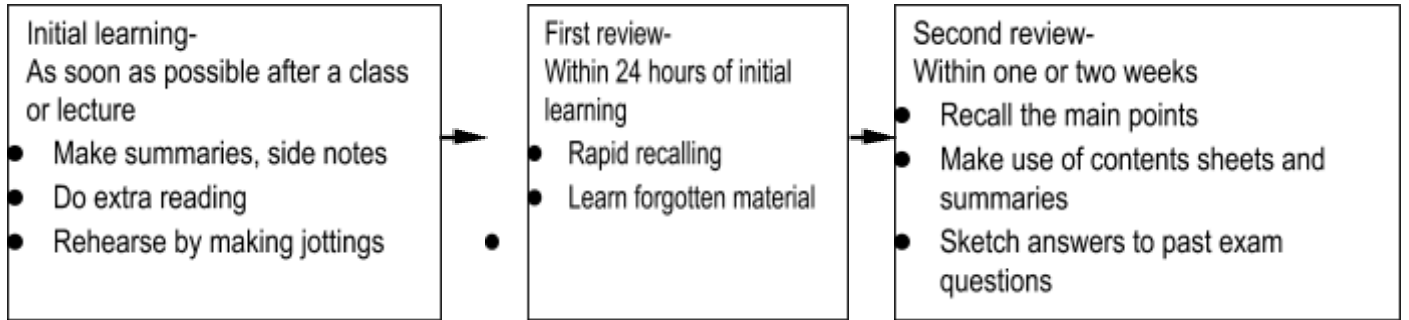 Initial learning-
As soon as possible after a class
or lecture
● Make summaries, side notes
● Do extra reading
● Rehearse by making jottings
●
First review-
Within 24 hours of initial
learning
● Rapid recalling
● Learn forgotten material
Second review-
Within one or two weeks
● Recall the main points
● Make use of contents sheets and
summaries
● Sketch answers to past exam
questions